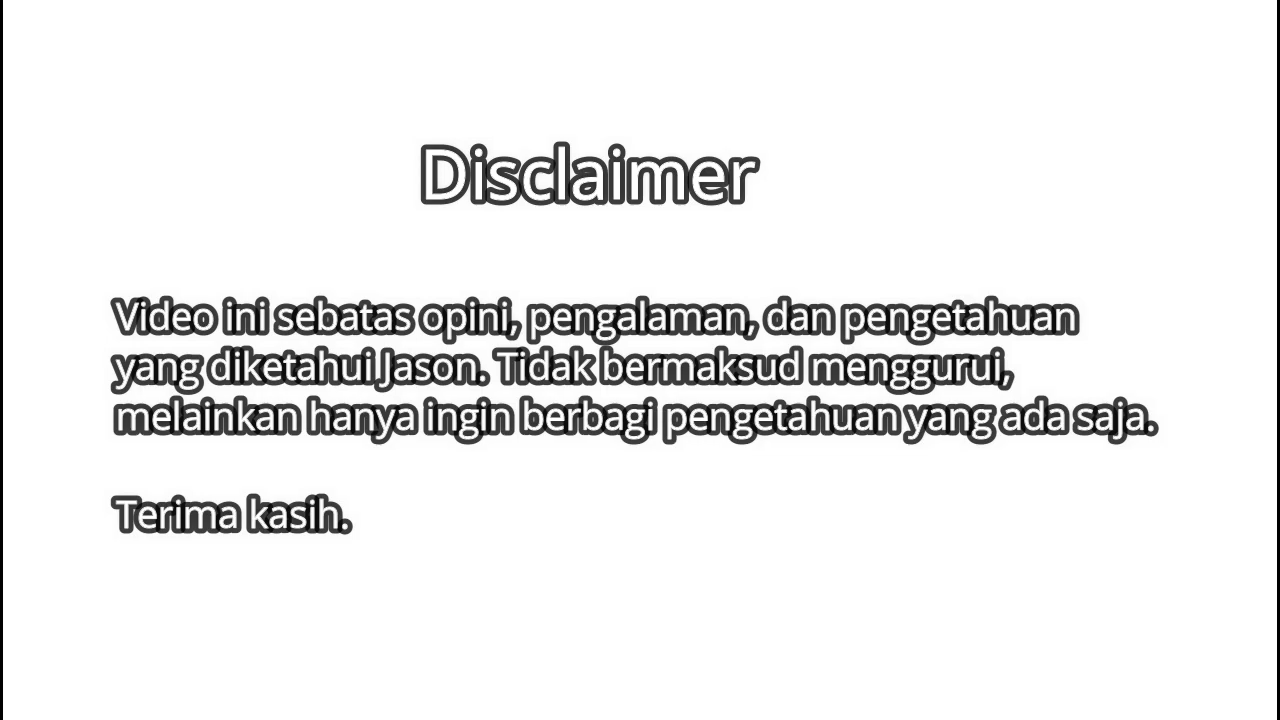 Disclaimer
Video ini sebatas opini, pengalaman, dan pengetahuan
yang diketahui Jason. Tidak bermaksud menggurui,
melainkan hanya ingin berbagi pengetahuan yang ada saja.
Terima kasih.